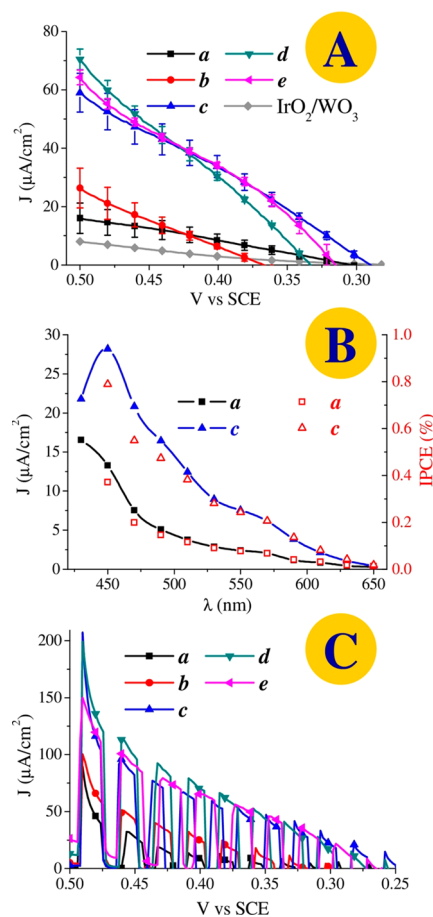 A
a
b
c
d
e
IrO₂/WO₃
80
60
40
20
0
J (μA/cm²)
0.50 0.45 0.40 0.35 0.30
V vs SCE
B
a
c
a
c
30
25
20
15
10
5
0
J (μA/cm²)
1.0
0.8
0.6
0.4
0.2
0.0
IPCE (%)
450 500 550 600 650
λ (nm)
C
a
b
c
d
e
200
150
100
50
0
J (μA/cm²)
0.50 0.45 0.40 0.35 0.30 0.25
V vs SCE